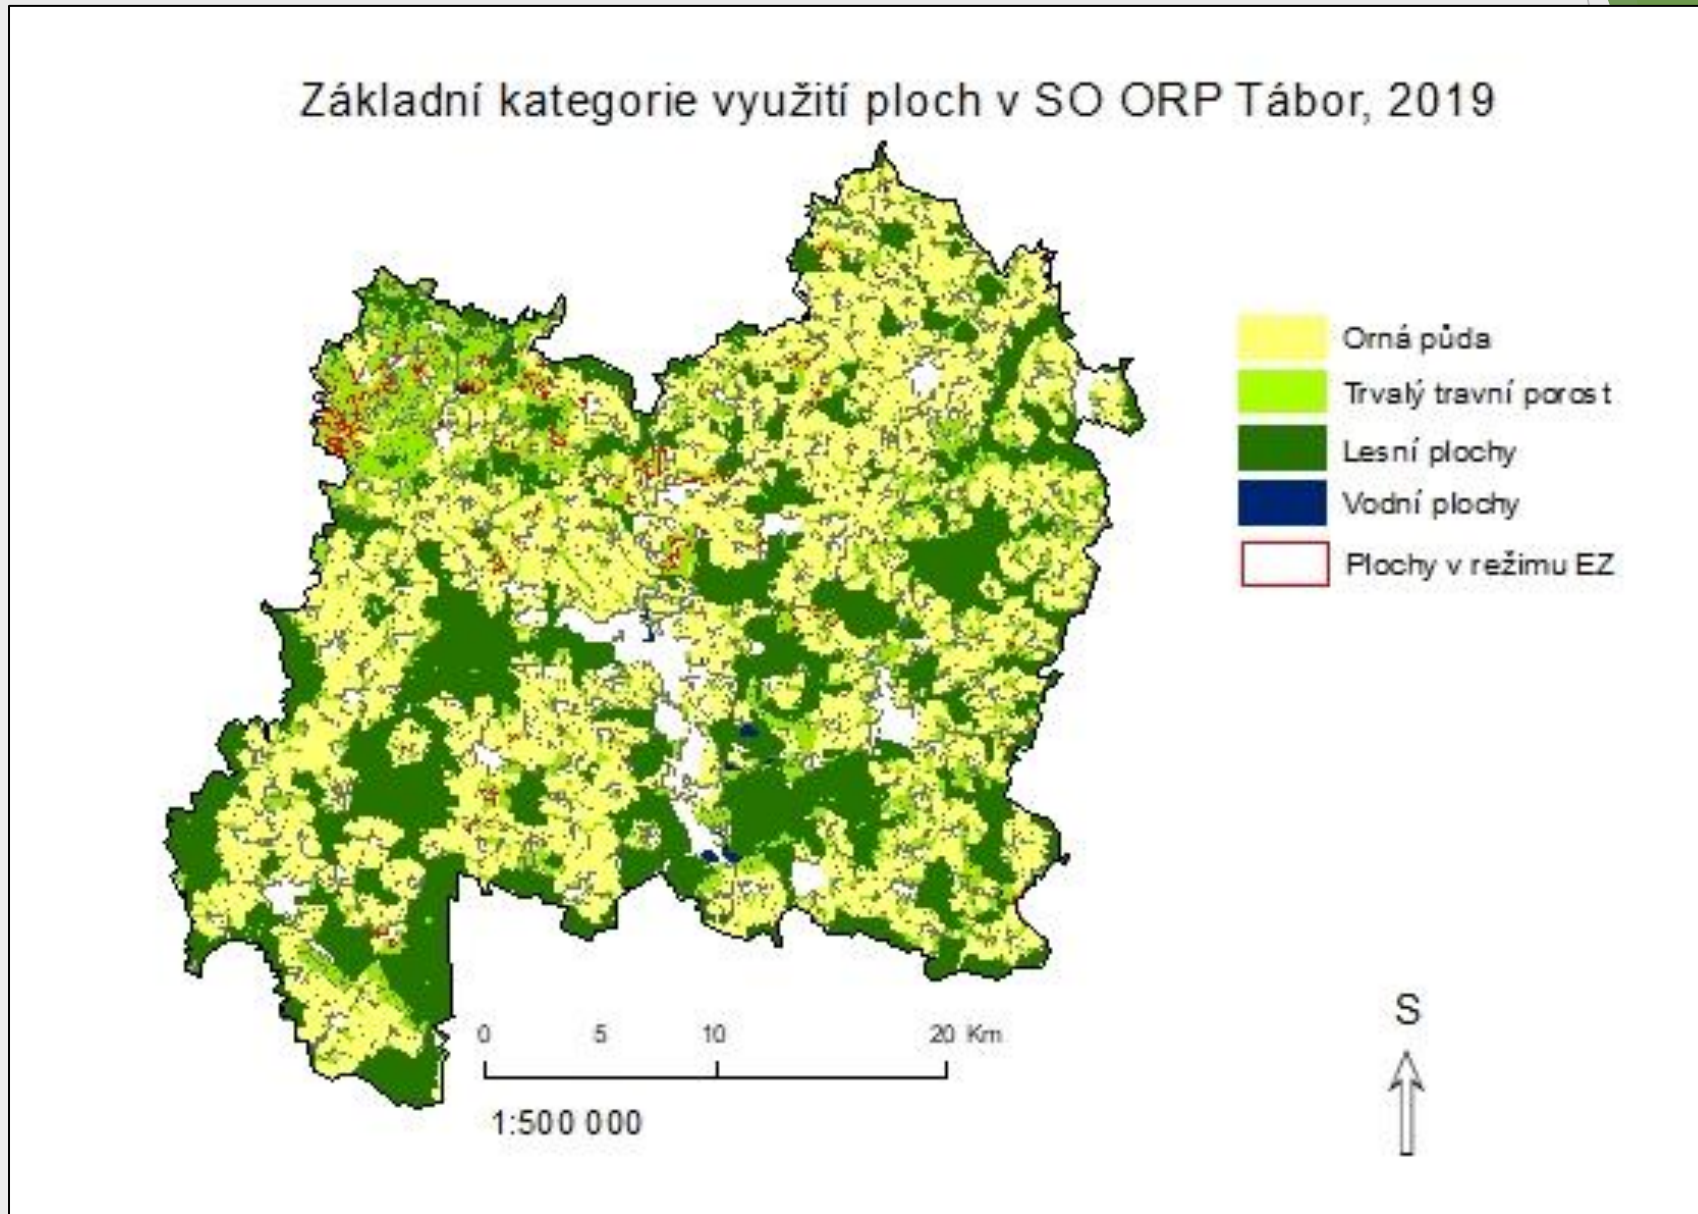 Základní kategorie využití ploch v SO ORP Tábor, 2019
Orná půda
Trvalý travní porost
Lesní plochy
Vodní plochy
Plochy v režimu EZ
S
0 5 10 20 Km
1:500 000